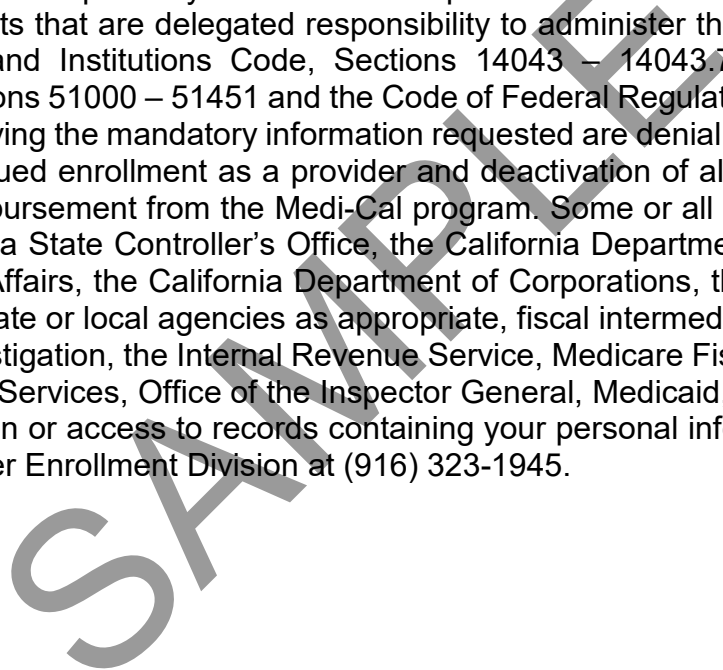 ts that are delegated responsibility to administer th
and Institutions Code, Sections 14043 – 14043.7
ons 51000 – 51451 and the Code of Federal Regulat
ving the mandatory information requested are denial
ued enrollment as a provider and deactivation of al
bursement from the Medi-Cal program. Some or all
a State Controller’s Office, the California Departme
Affairs, the California Department of Corporations, t
ate or local agencies as appropriate, fiscal intermed
stigation, the Internal Revenue Service, Medicare Fis
Services, Office of the Inspector General, Medicaid
n or access to records containing your personal inf
er Enrollment Division at (916) 323-1945.
SAMPLE